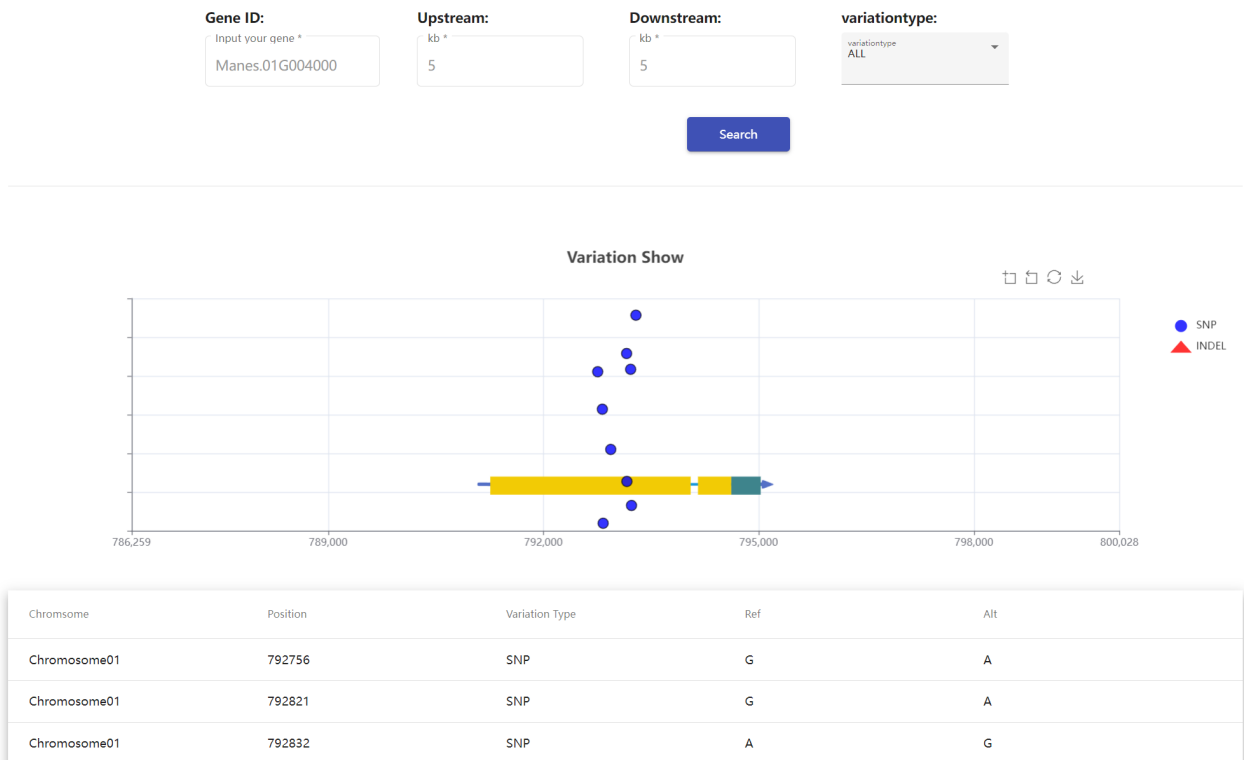 Gene ID: Upstream: Downstream: variationtype:
Input your gene * kb * kb * variationtype
Manes.01G004000 5 5 ALL
Search
Variation Show
SNP
INDEL
786,259 789,000 792,000 795,000 798,000 800,028
Chromsome Position Variation Type Ref Alt
Chromosome01 792756 SNP G A
Chromosome01 792821 SNP G A
Chromosome01 792832 SNP A G